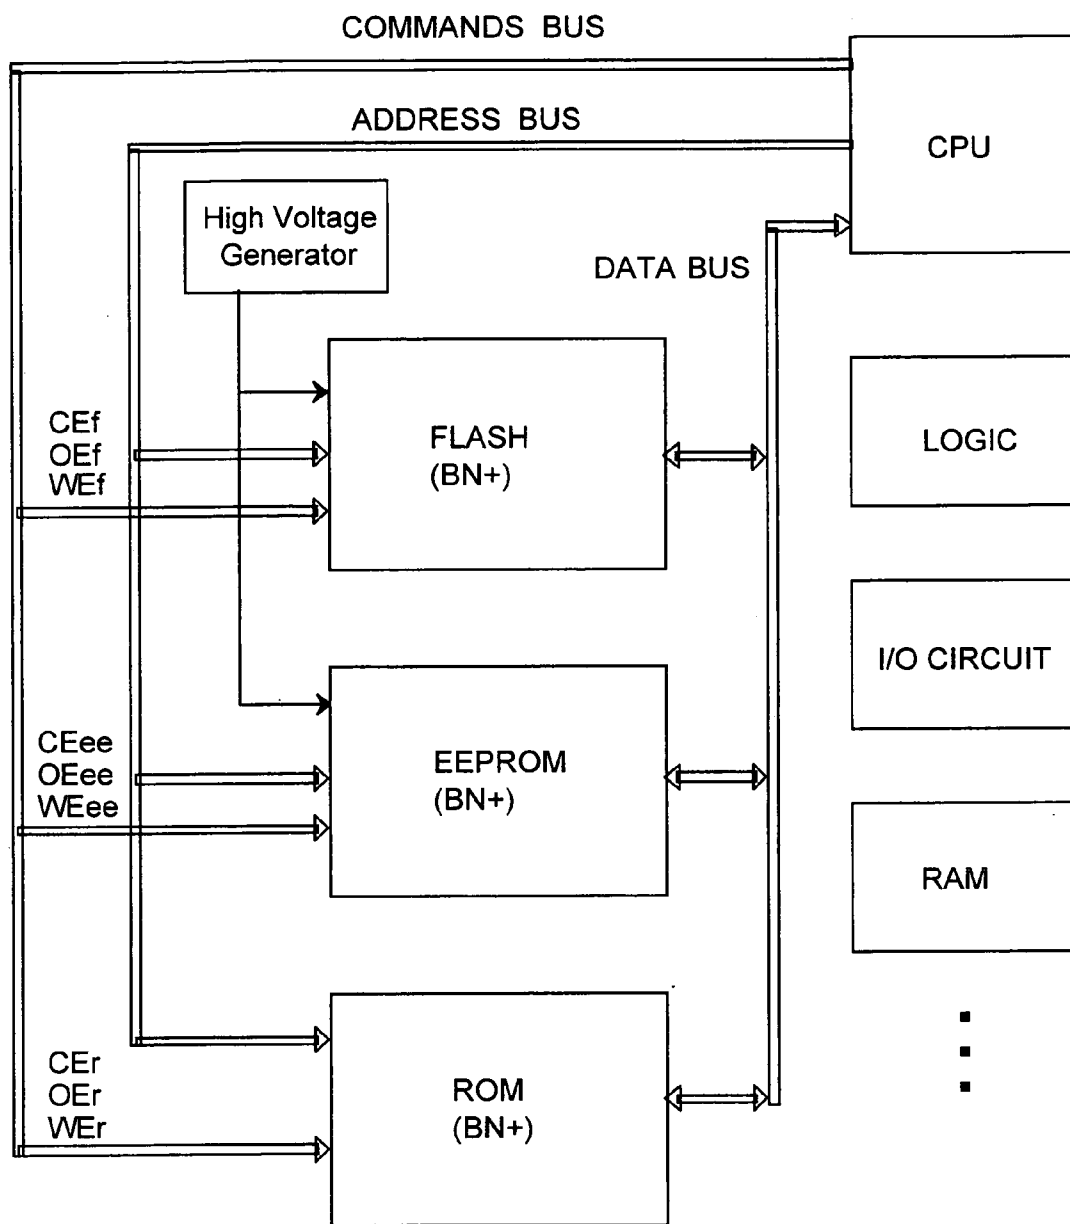 COMMANDS BUS
ADDRESS BUS
CPU
High Voltage
Generator
DATA BUS
CEf
OEf
WEf
FLASH
(BN+)
LOGIC
I/O CIRCUIT
CEee
OEee
WEee
EEPROM
(BN+)
RAM
CEr
OEr
WEr
ROM
(BN+)